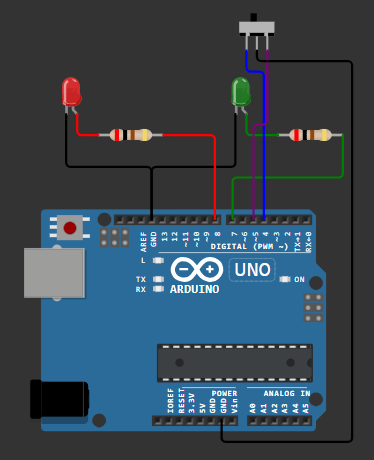 AREF
GND
13
12
~11
~10
~9
8
7
~6
~5
4
~3
2
TX→1
RX←0
DIGITAL (PWM ~)
L
TX
RX
UNO
ON
ARDUINO
POWER
ANALOG IN
IOREF
RESET
3.3V
5V
GND
GND
Vin
A0
A1
A2
A3
A4
A5